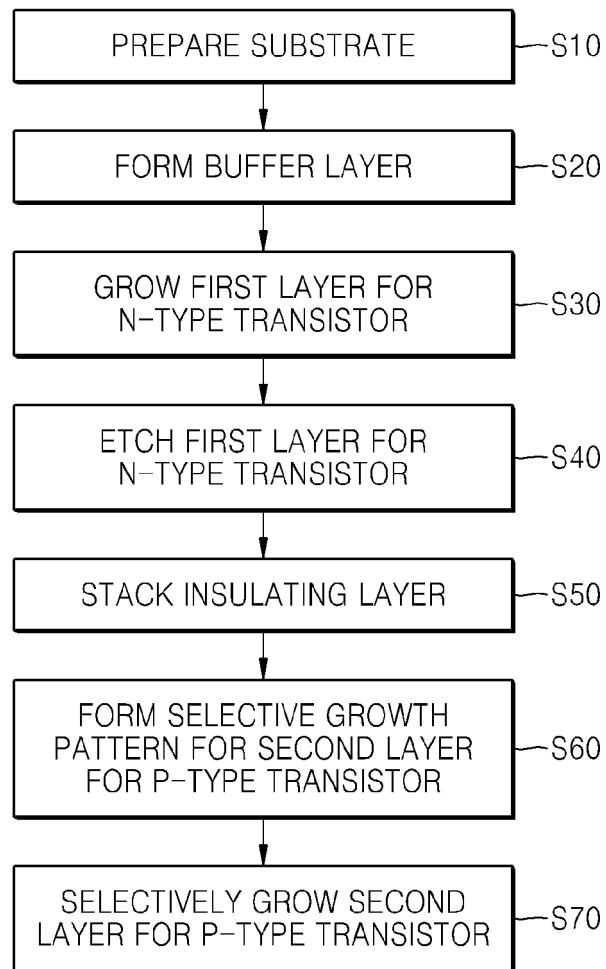 PREPARE SUBSTRATE
S10
FORM BUFFER LAYER
S20
GROW FIRST LAYER FOR
N-TYPE TRANSISTOR
S30
ETCH FIRST LAYER FOR
N-TYPE TRANSISTOR
S40
STACK INSULATING LAYER
S50
FORM SELECTIVE GROWTH
PATTERN FOR SECOND LAYER
FOR P-TYPE TRANSISTOR
S60
SELECTIVELY GROW SECOND
LAYER FOR P-TYPE TRANSISTOR
S70